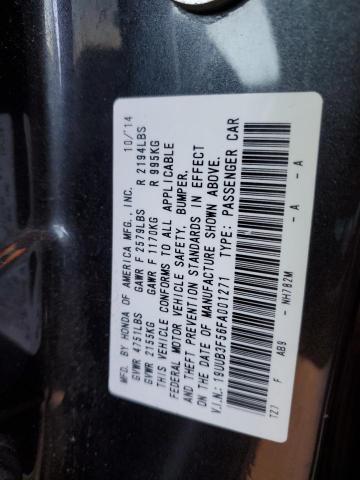 MFD. BY HONDA OF AMERICA MFG., INC. 10/14
GVWR 4751LBS GAWR F 2579LBS R 2194LBS
GVWR 2155KG GAWR F 1170KG R 995KG
THIS VEHICLE CONFORMS TO ALL APPLICABLE
FEDERAL MOTOR VEHICLE SAFETY, BUMPER,
AND THEFT PREVENTION STANDARDS IN EFFECT
ON THE DATE OF MANUFACTURE SHOWN ABOVE.
V.I.N.: 19UUB3F56FA001271 TYPE: PASSENGER CAR
TZ7 F AB9 - NH782M - A - A